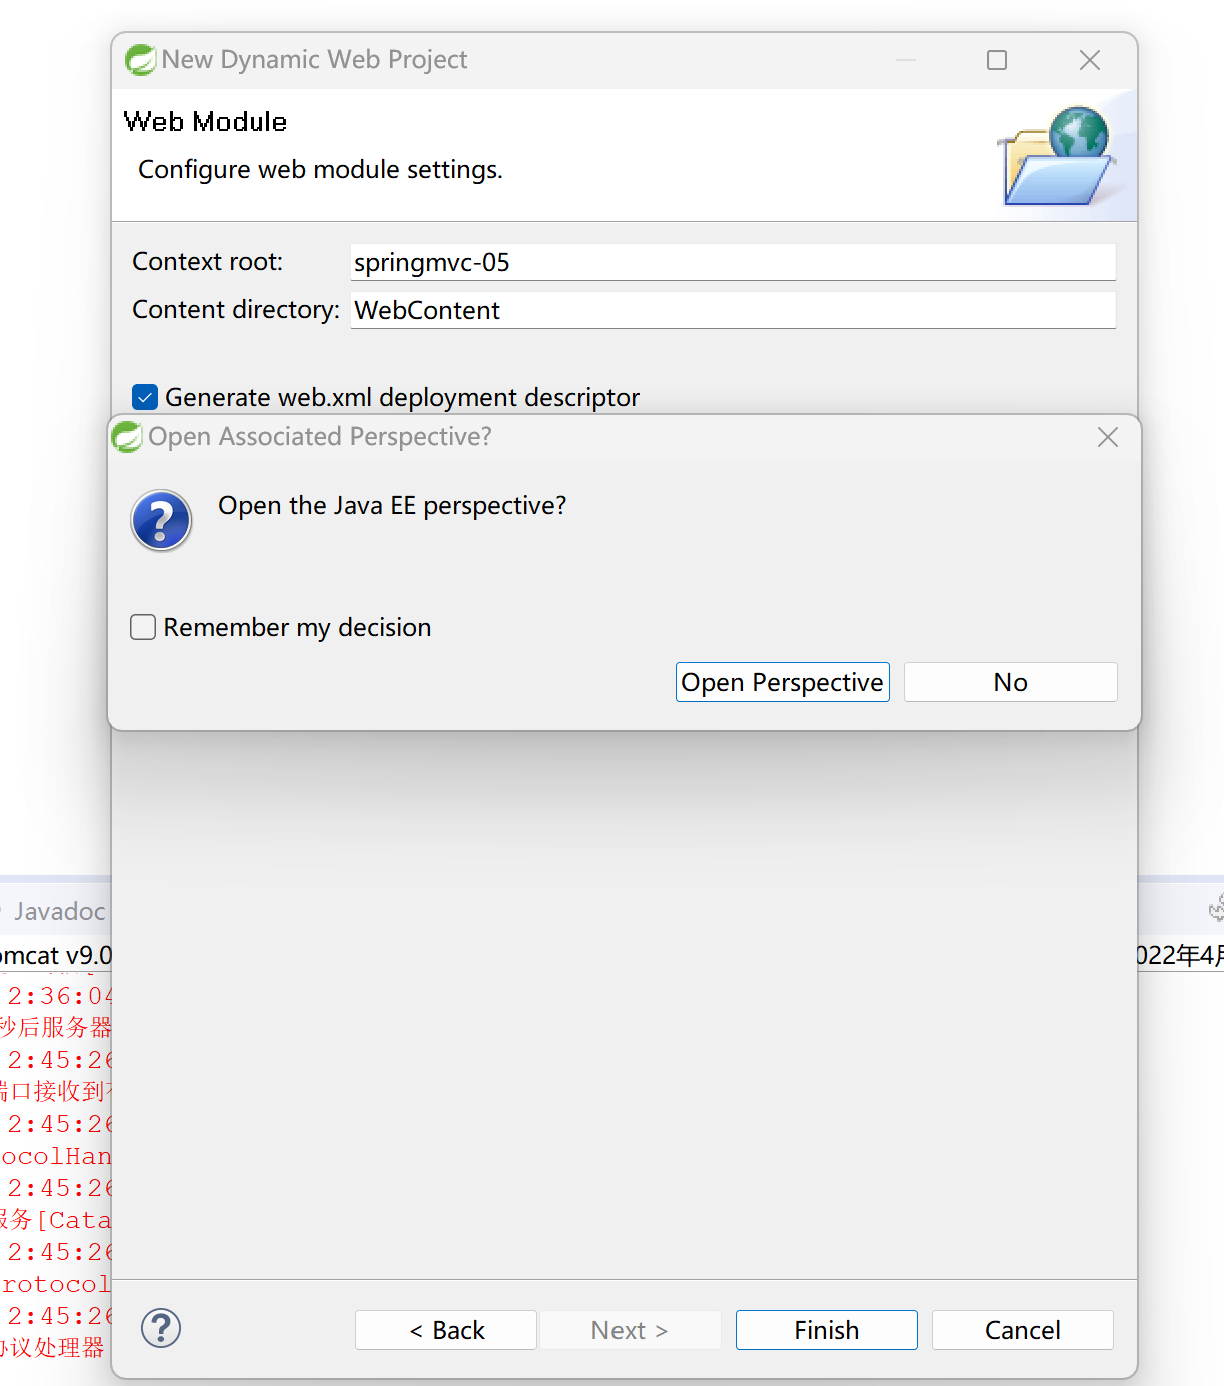 New Dynamic Web Project
Web Module
Configure web module settings.
Context root: springmvc-05
Content directory: WebContent
Generate web.xml deployment descriptor
Open Associated Perspective?
Open the Java EE perspective?
Remember my decision
Open Perspective No
Javadoc
omcat v9.0
022年4月
2:36:04
秒后服务器
2:45:26
端口接收到
2:45:26
ocolHan
2:45:26
服务[Cata
2:45:26
rotocol
2:45:26
协议处理器
< Back Next > Finish Cancel